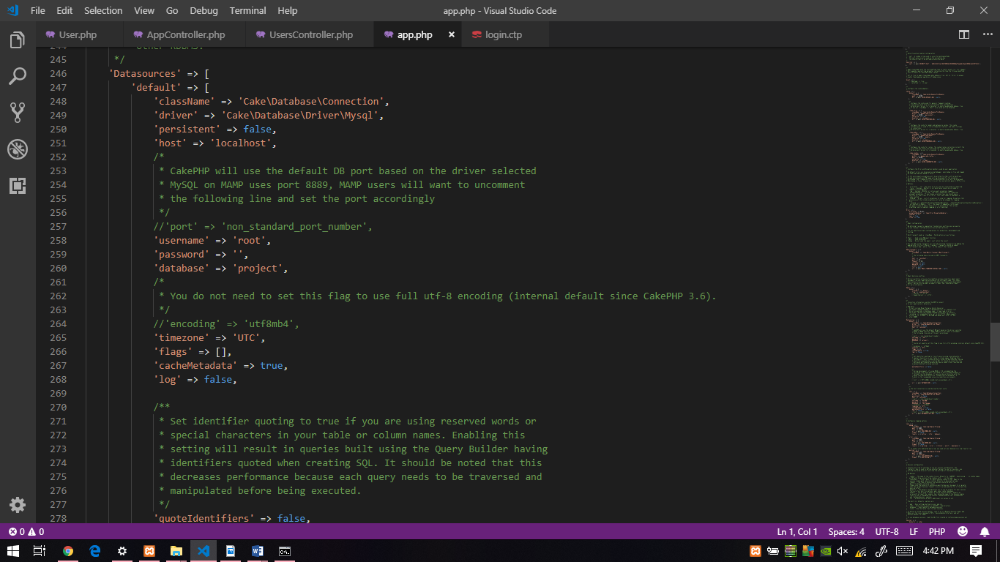 File Edit Selection View Go Debug Terminal Help
app.php - Visual Studio Code
User.php AppController.php UsersController.php app.php × login.ctp
244 other RDBMS.
245 */
246 'Datasources' => [
247 'default' => [
248 'className' => 'Cake\Database\Connection',
249 'driver' => 'Cake\Database\Driver\Mysql',
250 'persistent' => false,
251 'host' => 'localhost',
252 /*
253 * CakePHP will use the default DB port based on the driver selected
254 * MySQL on MAMP uses port 8889, MAMP users will want to uncomment
255 * the following line and set the port accordingly
256 */
257 //'port' => 'non_standard_port_number',
258 'username' => 'root',
259 'password' => '',
260 'database' => 'project',
261 /*
262 * You do not need to set this flag to use full utf-8 encoding (internal default since CakePHP 3.6).
263 */
264 //'encoding' => 'utf8mb4',
265 'timezone' => 'UTC',
266 'flags' => [],
267 'cacheMetadata' => true,
268 'log' => false,
269
270 /**
271 * Set identifier quoting to true if you are using reserved words or
272 * special characters in your table or column names. Enabling this
273 * setting will result in queries built using the Query Builder having
274 * identifiers quoted when creating SQL. It should be noted that this
275 * decreases performance because each query needs to be traversed and
276 * manipulated before being executed.
277 */
278 'quoteIdentifiers' => false,
0 0 Ln 1, Col 1 Spaces: 4 UTF-8 LF PHP
4:42 PM